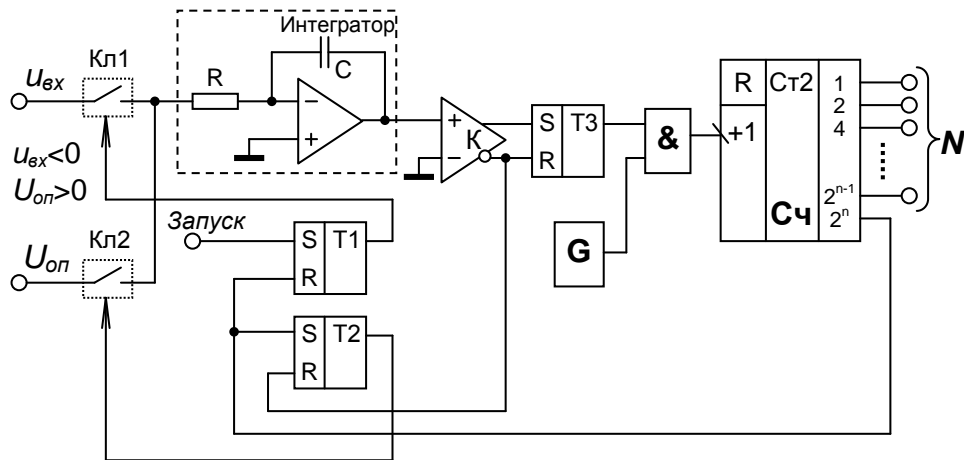 Интегратор
Кл1
C
R
−
+
uвх
uвх<0
Uоп>0
+
−
К
S
T3
R
&
R
Ст2
1
2
4
+1
2ⁿ⁻¹
2ⁿ
Сч
N
Запуск
S
T1
R
G
Кл2
Uоп
S
T2
R